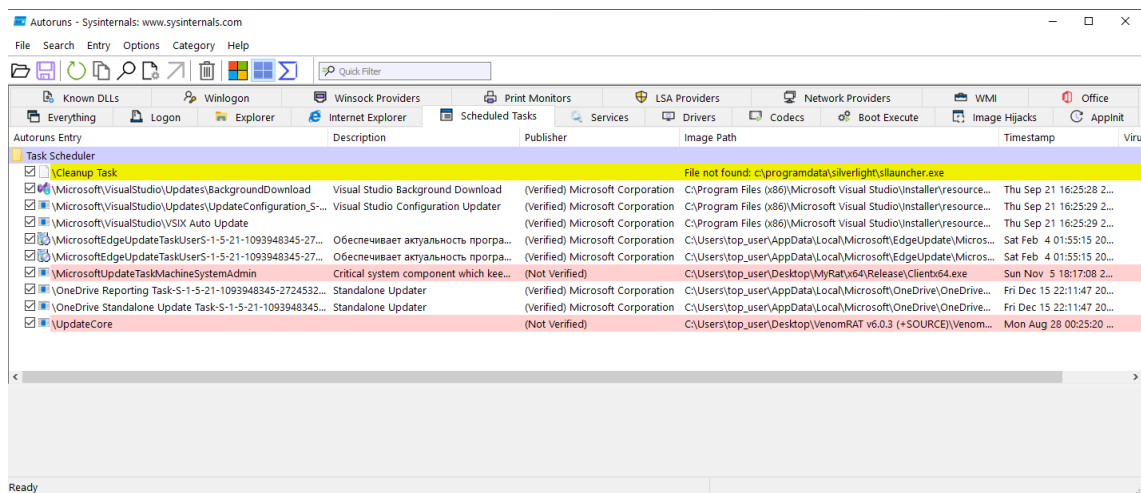 Autoruns - Sysinternals: www.sysinternals.com
File Search Entry Options Category Help
Quick Filter
Known DLLs Winlogon Winsock Providers Print Monitors LSA Providers Network Providers WMI Office
Everything Logon Explorer Internet Explorer Scheduled Tasks Services Drivers Codecs Boot Execute Image Hijacks AppInit
Autoruns Entry Description Publisher Image Path Timestamp Viru
Task Scheduler
\Cleanup Task File not found: c:\programdata\silverlight\sllauncher.exe
\Microsoft\VisualStudio\Updates\BackgroundDownload Visual Studio Background Download (Verified) Microsoft Corporation C:\Program Files (x86)\Microsoft Visual Studio\Installer\resource... Thu Sep 21 16:25:28 2...
\Microsoft\VisualStudio\Updates\UpdateConfiguration_S-... Visual Studio Configuration Updater (Verified) Microsoft Corporation C:\Program Files (x86)\Microsoft Visual Studio\Installer\resource... Thu Sep 21 16:25:29 2...
\Microsoft\VisualStudio\VSIX Auto Update (Verified) Microsoft Corporation C:\Program Files (x86)\Microsoft Visual Studio\Installer\resource... Thu Sep 21 16:25:29 2...
\MicrosoftEdgeUpdateTaskUserS-1-5-21-1093948345-27... Обеспечивает актуальность програ... (Verified) Microsoft Corporation C:\Users\top_user\AppData\Local\Microsoft\EdgeUpdate\Micros... Sat Feb 4 01:55:15 20...
\MicrosoftEdgeUpdateTaskUserS-1-5-21-1093948345-27... Обеспечивает актуальность програ... (Verified) Microsoft Corporation C:\Users\top_user\AppData\Local\Microsoft\EdgeUpdate\Micros... Sat Feb 4 01:55:15 20...
\MicrosoftUpdateTaskMachineSystemAdmin Critical system component which kee... (Not Verified) C:\Users\top_user\Desktop\MyRat\x64\Release\Clientx64.exe Sun Nov 5 18:17:08 2...
\OneDrive Reporting Task-S-1-5-21-1093948345-2724532... Standalone Updater (Verified) Microsoft Corporation C:\Users\top_user\AppData\Local\Microsoft\OneDrive\OneDrive... Fri Dec 15 22:11:47 20...
\OneDrive Standalone Update Task-S-1-5-21-1093948345... Standalone Updater (Verified) Microsoft Corporation C:\Users\top_user\AppData\Local\Microsoft\OneDrive\OneDrive... Fri Dec 15 22:11:47 20...
\UpdateCore (Not Verified) C:\Users\top_user\Desktop\VenomRAT v6.0.3 (+SOURCE)\Venom... Mon Aug 28 00:25:20 ...
Ready